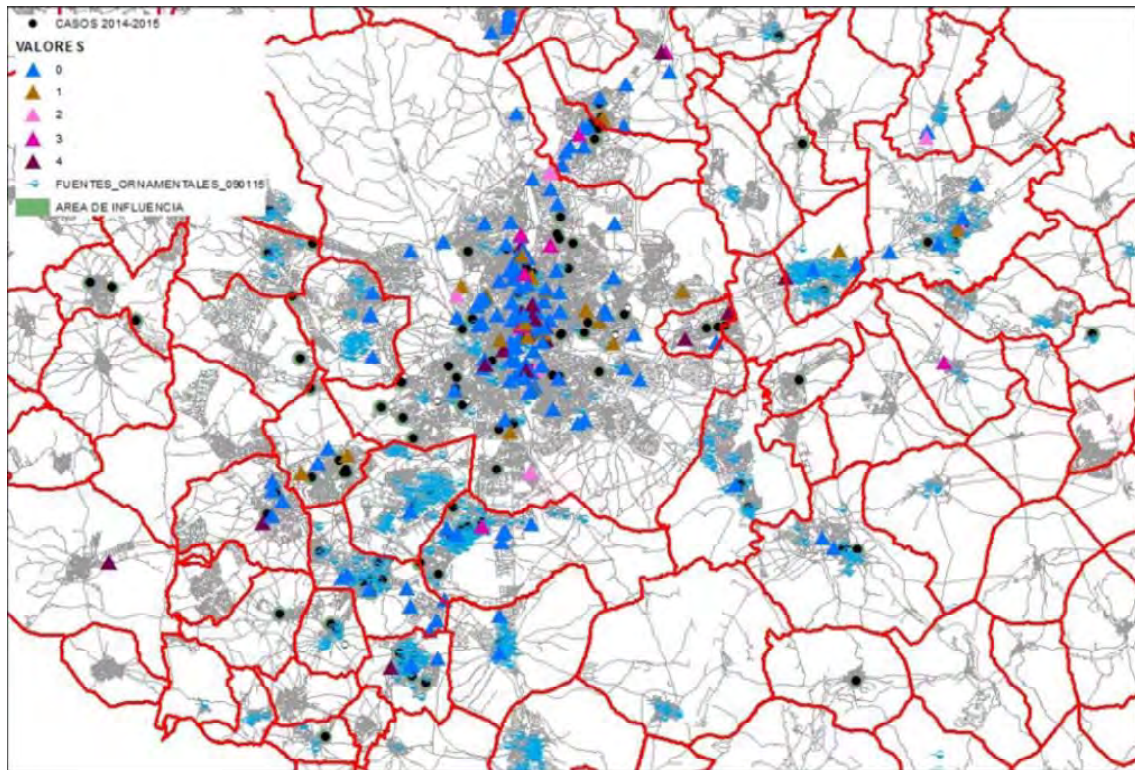 CASOS 2014-2015
VALORES
0
1
2
3
4
FUENTES_ORNAMENTALES_090115
AREA DE INFLUENCIA